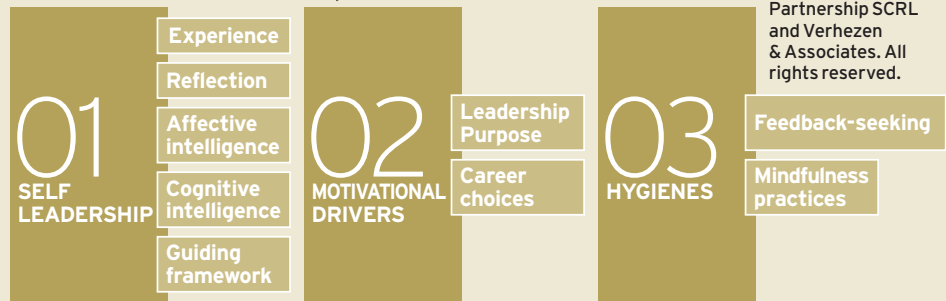 01
SELF
LEADERSHIP
Experience
Reflection
Affective
intelligence
Cognitive
intelligence
Guiding
framework
02
MOTIVATIONAL
DRIVERS
Leadership
Purpose
Career
choices
Partnership SCRL
and Verhezen
& Associates. All
rights reserved.
03
HYGIENES
Feedback-seeking
Mindfulness
practices